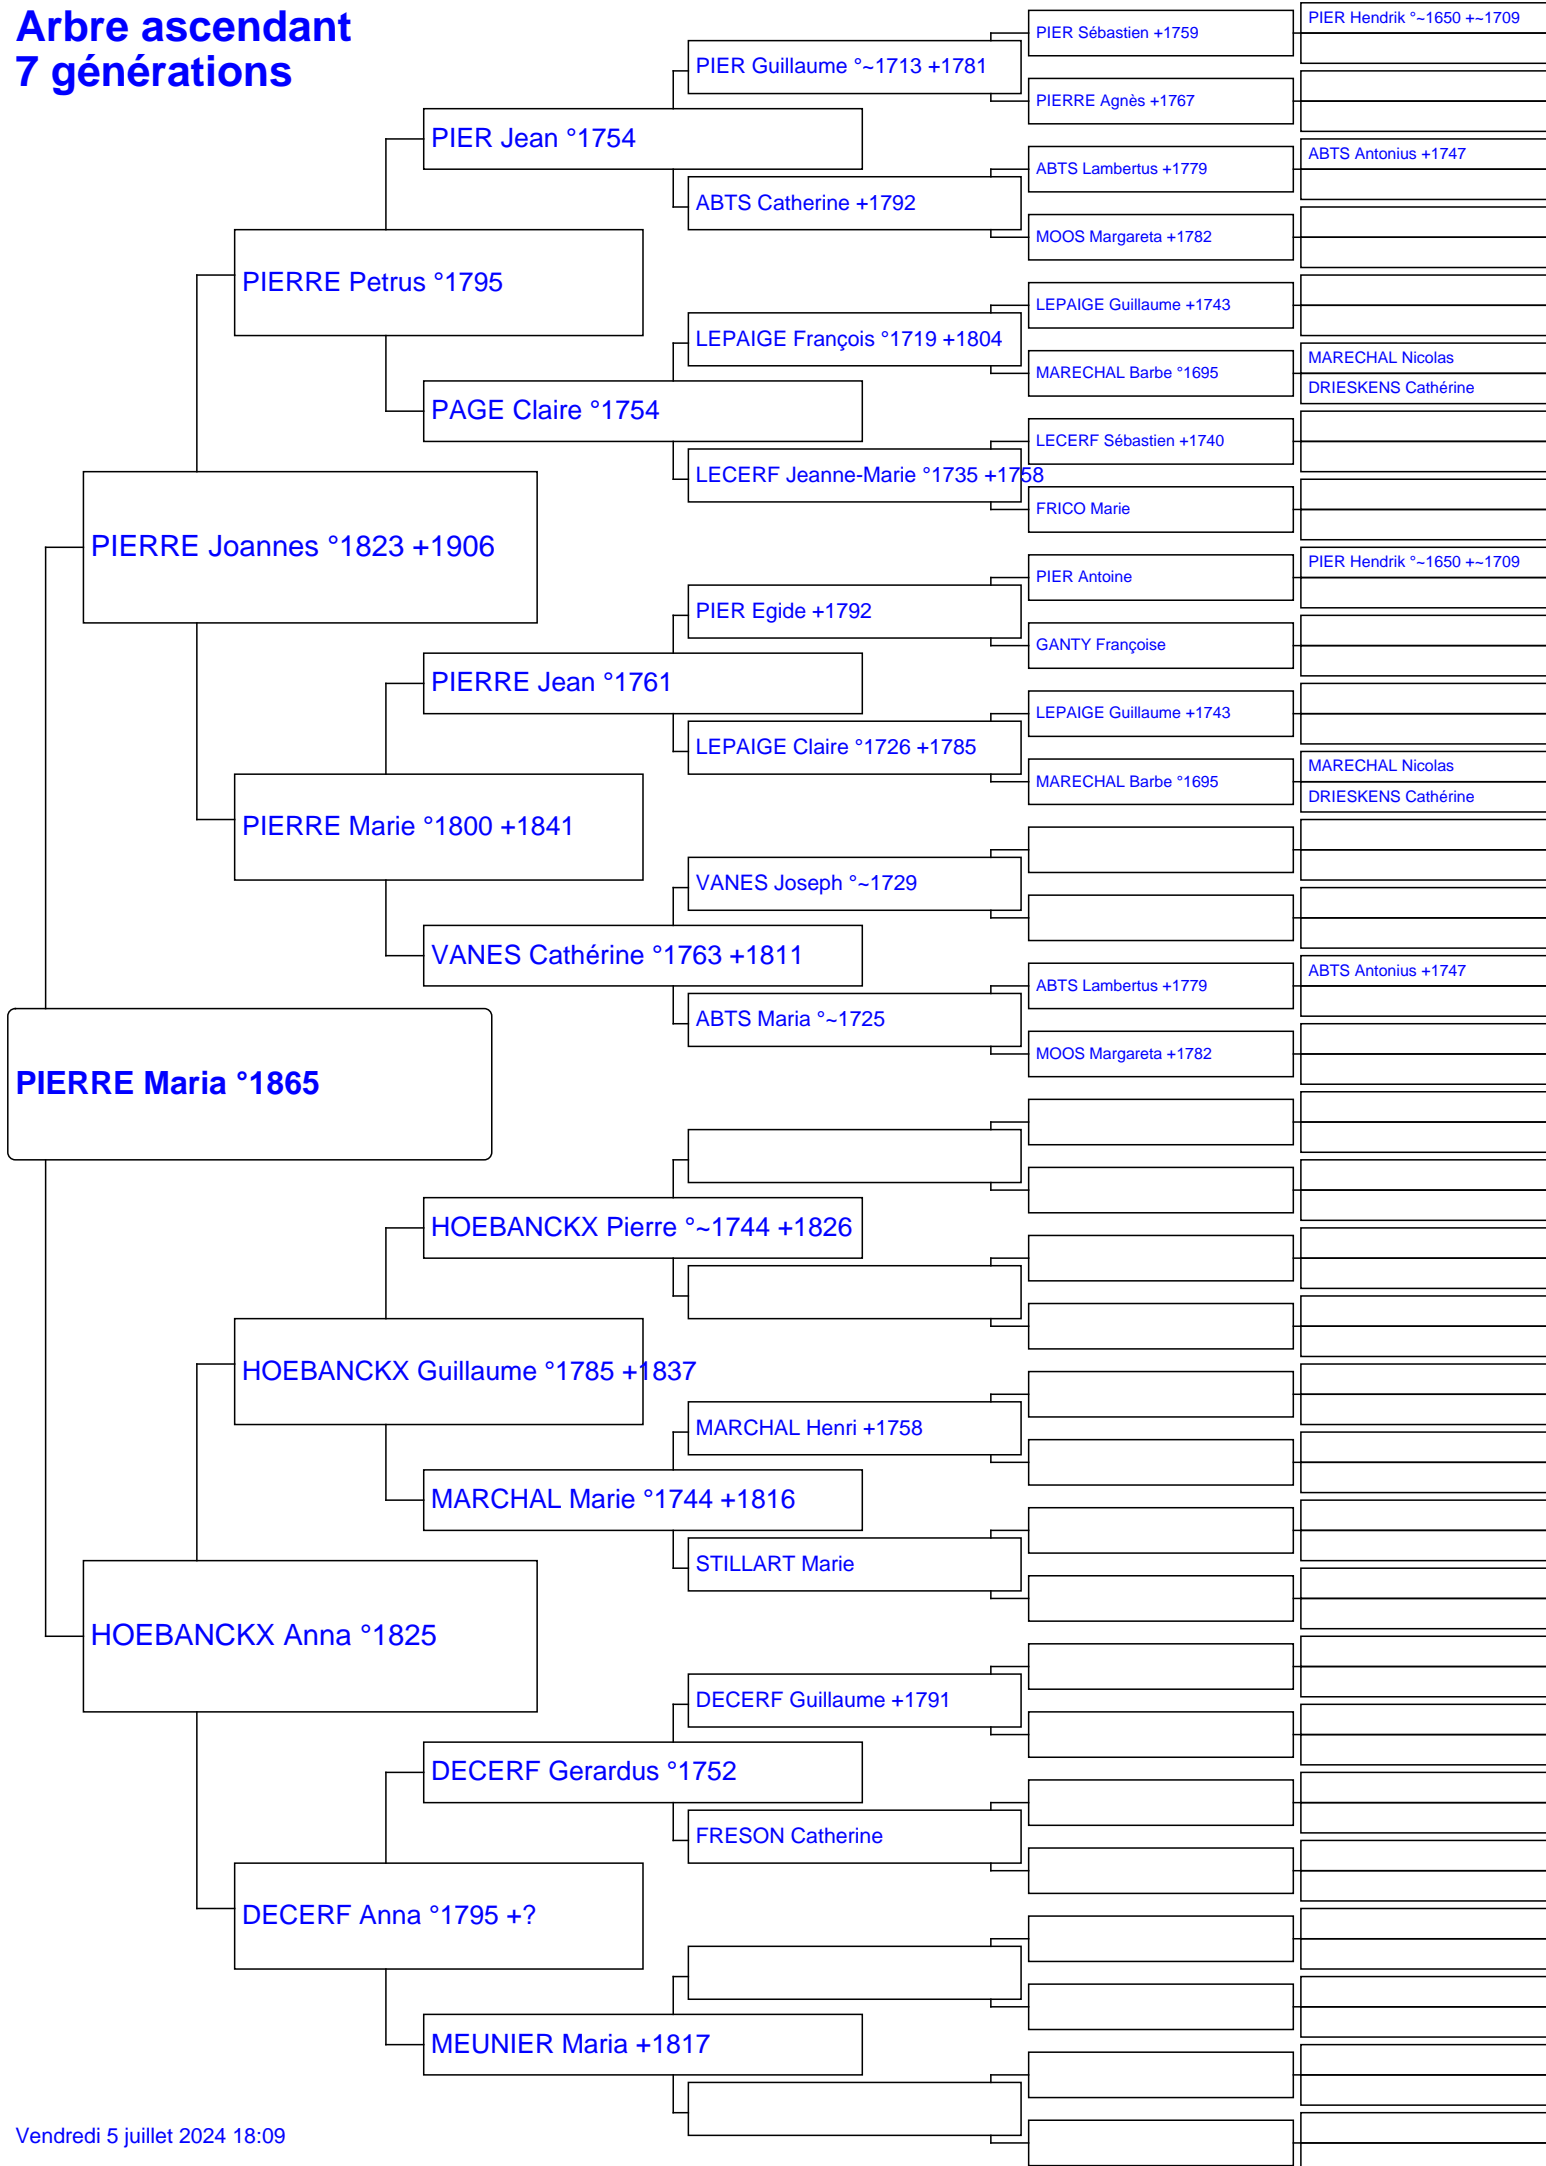 Arbre ascendant
7 générations
PIERRE Maria °1865
PIERRE Joannes °1823 +1906
HOEBANCKX Anna °1825
PIERRE Petrus °1795
PIERRE Marie °1800 +1841
HOEBANCKX Guillaume °1785 +1837
DECERF Anna °1795 +?
PIER Jean °1754
PAGE Claire °1754
PIERRE Jean °1761
VANES Cathérine °1763 +1811
HOEBANCKX Pierre °~1744 +1826
MARCHAL Marie °1744 +1816
DECERF Gerardus °1752
MEUNIER Maria +1817
PIER Guillaume °~1713 +1781
ABTS Catherine +1792
LEPAIGE François °1719 +1804
LECERF Jeanne-Marie °1735 +1758
PIER Egide +1792
LEPAIGE Claire °1726 +1785
VANES Joseph °~1729
ABTS Maria °~1725
MARCHAL Henri +1758
STILLART Marie
DECERF Guillaume +1791
FRESON Catherine
PIER Sébastien +1759
PIERRE Agnès +1767
ABTS Lambertus +1779
MOOS Margareta +1782
LEPAIGE Guillaume +1743
MARECHAL Barbe °1695
LECERF Sébastien +1740
FRICO Marie
PIER Antoine
GANTY Françoise
LEPAIGE Guillaume +1743
MARECHAL Barbe °1695
ABTS Lambertus +1779
MOOS Margareta +1782
PIER Hendrik °~1650 +~1709
ABTS Antonius +1747
MARECHAL Nicolas
DRIESKENS Cathérine
PIER Hendrik °~1650 +~1709
MARECHAL Nicolas
DRIESKENS Cathérine
ABTS Antonius +1747
Vendredi 5 juillet 2024 18:09